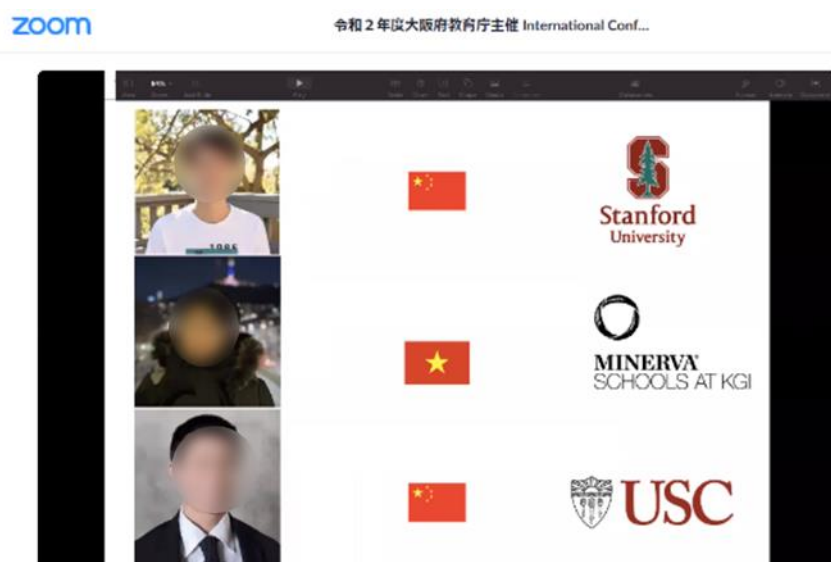 zoom
令和２年度大阪府教育庁主催 International Conf...
1986
Stanford
University
MINERVA
SCHOOLS AT KGI
USC